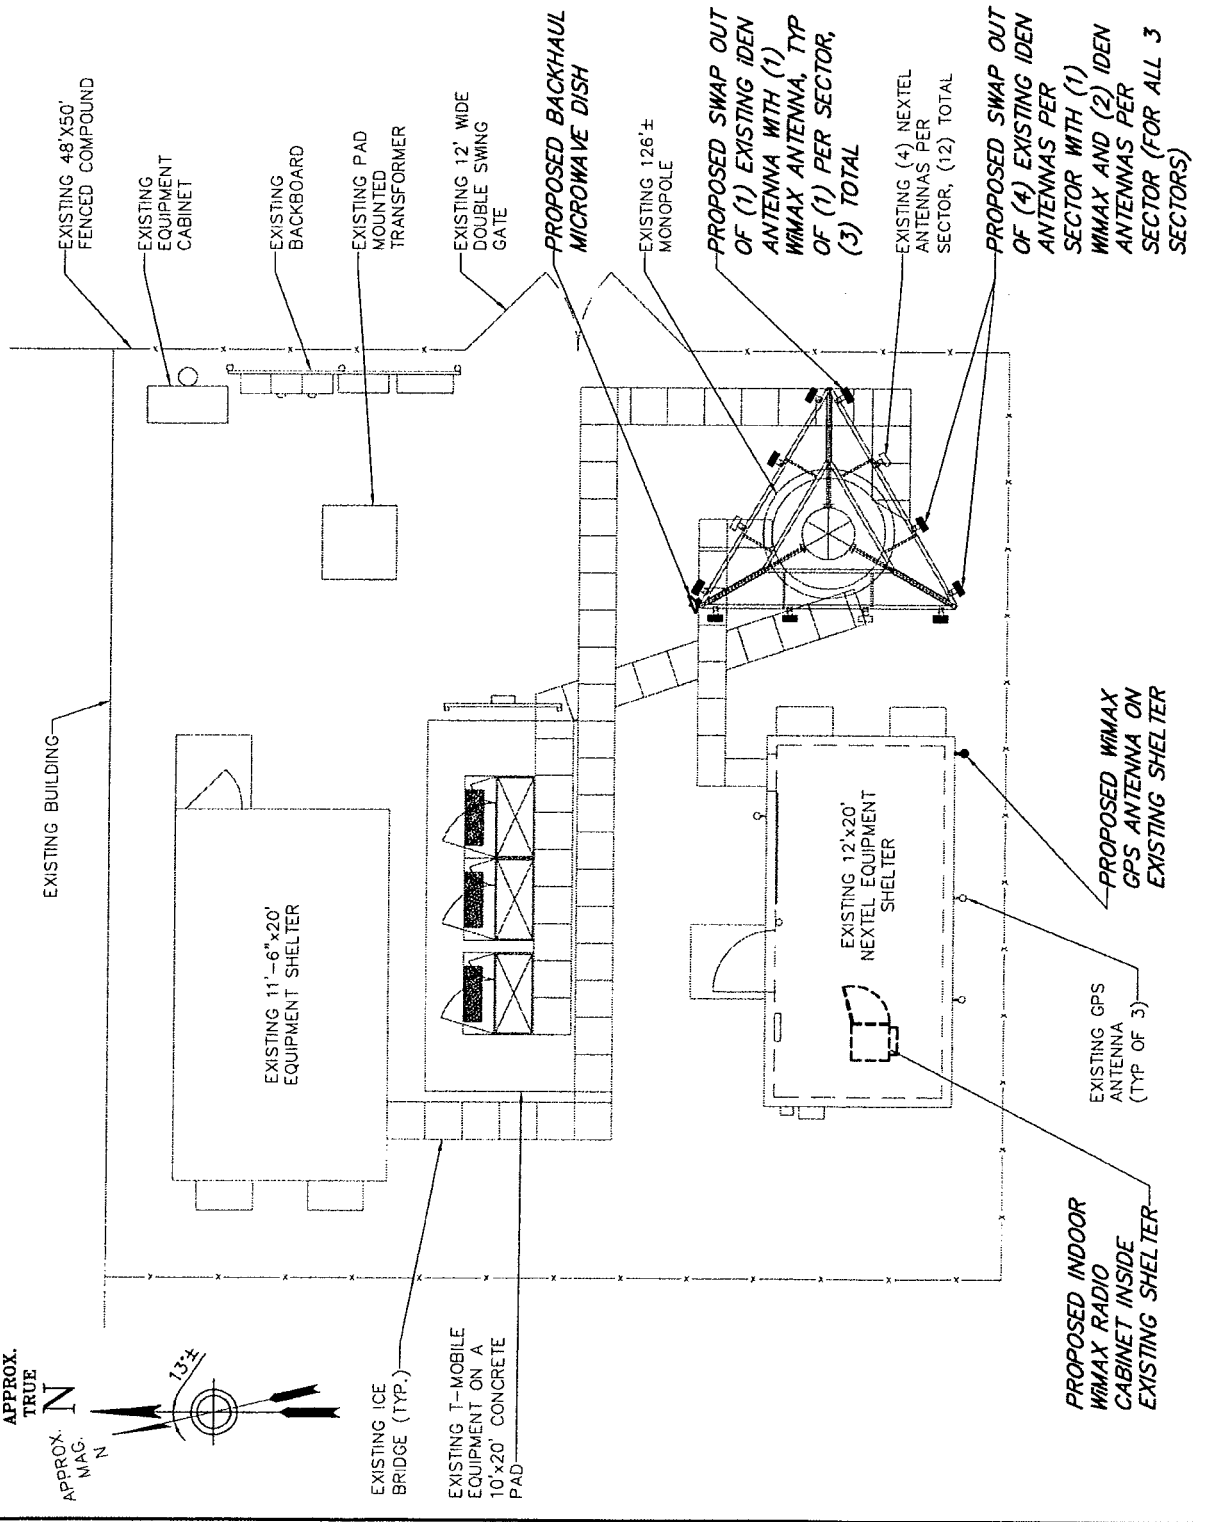 APPROX.
TRUE
N
APPROX.
MAG.
N
13°±
EXISTING BUILDING
EXISTING 48'X50'
FENCED COMPOUND
EXISTING
EQUIPMENT
CABINET
EXISTING
BACKBOARD
EXISTING PAD
MOUNTED
TRANSFORMER
EXISTING 12' WIDE
DOUBLE SWING
GATE
PROPOSED BACKHAUL
MICROWAVE DISH
EXISTING 126'±
MONOPOLE
PROPOSED SWAP OUT
OF (1) EXISTING iDEN
ANTENNA WITH (1)
WiMAX ANTENNA, TYP
OF (1) PER SECTOR,
(3) TOTAL
EXISTING (4) NEXTEL
ANTENNAS PER
SECTOR, (12) TOTAL
PROPOSED SWAP OUT
OF (4) EXISTING IDEN
ANTENNAS PER
SECTOR WITH (1)
WiMAX AND (2) IDEN
ANTENNAS PER
SECTOR (FOR ALL 3
SECTORS)
EXISTING 11'-6"x20'
EQUIPMENT SHELTER
EXISTING 12'x20'
NEXTEL EQUIPMENT
SHELTER
EXISTING ICE
BRIDGE (TYP.)
EXISTING T-MOBILE
EQUIPMENT ON A
10'x20' CONCRETE
PAD
PROPOSED INDOOR
WiMAX RADIO
CABINET INSIDE
EXISTING SHELTER
EXISTING GPS
ANTENNA
(TYP OF 3)
PROPOSED WiMAX
GPS ANTENNA ON
EXISTING SHELTER